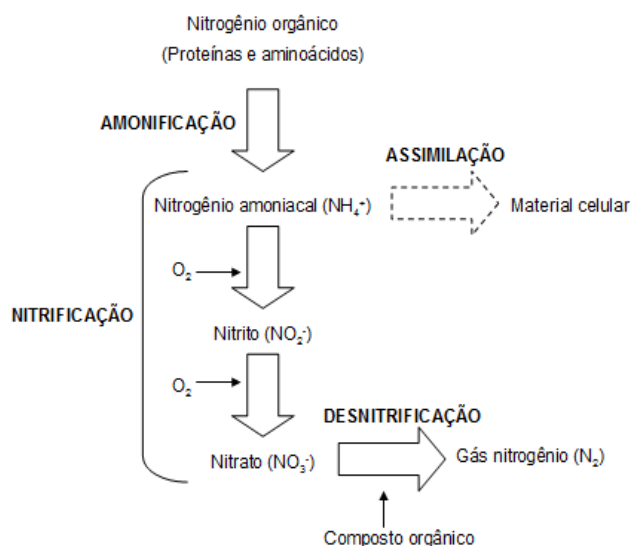 Nitrogênio orgânico
(Proteínas e aminoácidos)
AMONIFICAÇÃO
ASSIMILAÇÃO
Nitrogênio amoniacal (NH₄⁺)
Material celular
O₂
NITRIFICAÇÃO
Nitrito (NO₂⁻)
O₂
DESNITRIFICAÇÃO
Nitrato (NO₃⁻)
Gás nitrogênio (N₂)
Composto orgânico